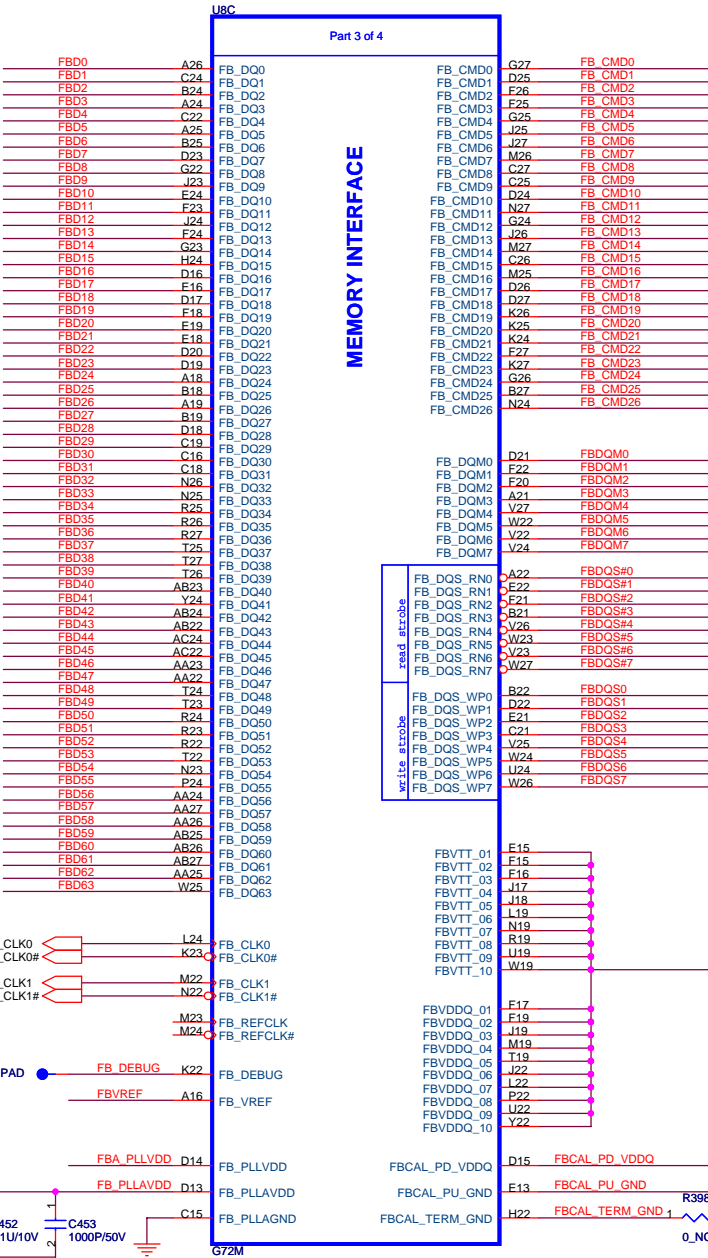 U8C
Part 3 of 4
MEMORY INTERFACE
FBD0 A26 FB_DQ0 FB_CMD0 G27 FB_CMD0
FBD1 C24 FB_DQ1 FB_CMD1 D25 FB_CMD1
FBD2 B24 FB_DQ2 FB_CMD2 F26 FB_CMD2
FBD3 A24 FB_DQ3 FB_CMD3 F25 FB_CMD3
FBD4 C22 FB_DQ4 FB_CMD4 G25 FB_CMD4
FBD5 A25 FB_DQ5 FB_CMD5 J25 FB_CMD5
FBD6 B25 FB_DQ6 FB_CMD6 J27 FB_CMD6
FBD7 D23 FB_DQ7 FB_CMD7 M26 FB_CMD7
FBD8 G22 FB_DQ8 FB_CMD8 C27 FB_CMD8
FBD9 J23 FB_DQ9 FB_CMD9 C25 FB_CMD9
FBD10 E24 FB_DQ10 FB_CMD10 D24 FB_CMD10
FBD11 F23 FB_DQ11 FB_CMD11 N27 FB_CMD11
FBD12 J24 FB_DQ12 FB_CMD12 G24 FB_CMD12
FBD13 F24 FB_DQ13 FB_CMD13 J26 FB_CMD13
FBD14 G23 FB_DQ14 FB_CMD14 M27 FB_CMD14
FBD15 H24 FB_DQ15 FB_CMD15 C26 FB_CMD15
FBD16 D16 FB_DQ16 FB_CMD16 M25 FB_CMD16
FBD17 E16 FB_DQ17 FB_CMD17 D26 FB_CMD17
FBD18 D17 FB_DQ18 FB_CMD18 D27 FB_CMD18
FBD19 F18 FB_DQ19 FB_CMD19 K26 FB_CMD19
FBD20 E19 FB_DQ20 FB_CMD20 K25 FB_CMD20
FBD21 E18 FB_DQ21 FB_CMD21 K24 FB_CMD21
FBD22 D20 FB_DQ22 FB_CMD22 F27 FB_CMD22
FBD23 D19 FB_DQ23 FB_CMD23 K27 FB_CMD23
FBD24 A18 FB_DQ24 FB_CMD24 G26 FB_CMD24
FBD25 B18 FB_DQ25 FB_CMD25 B27 FB_CMD25
FBD26 A19 FB_DQ26 FB_CMD26 N24 FB_CMD26
FBD27 B19 FB_DQ27
FBD28 D18 FB_DQ28
FBD29 C19 FB_DQ29
FBD30 C16 FB_DQ30 FB_DQM0 D21 FBDQM0
FBD31 C18 FB_DQ31 FB_DQM1 F22 FBDQM1
FBD32 N26 FB_DQ32 FB_DQM2 F20 FBDQM2
FBD33 N25 FB_DQ33 FB_DQM3 A21 FBDQM3
FBD34 R25 FB_DQ34 FB_DQM4 V27 FBDQM4
FBD35 R26 FB_DQ35 FB_DQM5 W22 FBDQM5
FBD36 R27 FB_DQ36 FB_DQM6 V22 FBDQM6
FBD37 T25 FB_DQ37 FB_DQM7 V24 FBDQM7
FBD38 T27 FB_DQ38
FBD39 T26 FB_DQ39 FB_DQS_RN0 A22 FBDQS#0
FBD40 AB23 FB_DQ40 FB_DQS_RN1 E22 FBDQS#1
FBD41 Y24 FB_DQ41 FB_DQS_RN2 F21 FBDQS#2
FBD42 AB24 FB_DQ42 FB_DQS_RN3 B21 FBDQS#3
FBD43 AB22 FB_DQ43 FB_DQS_RN4 V26 FBDQS#4
FBD44 AC24 FB_DQ44 FB_DQS_RN5 W23 FBDQS#5
FBD45 AC22 FB_DQ45 FB_DQS_RN6 V23 FBDQS#6
FBD46 AA23 FB_DQ46 FB_DQS_RN7 W27 FBDQS#7
read strobe
FBD47 AA22 FB_DQ47
FBD48 T24 FB_DQ48 FB_DQS_WP0 B22 FBDQS0
FBD49 T23 FB_DQ49 FB_DQS_WP1 D22 FBDQS1
FBD50 R24 FB_DQ50 FB_DQS_WP2 E21 FBDQS2
FBD51 R23 FB_DQ51 FB_DQS_WP3 C21 FBDQS3
FBD52 R22 FB_DQ52 FB_DQS_WP4 V25 FBDQS4
FBD53 T22 FB_DQ53 FB_DQS_WP5 W24 FBDQS5
FBD54 N23 FB_DQ54 FB_DQS_WP6 U24 FBDQS6
FBD55 P24 FB_DQ55 FB_DQS_WP7 W26 FBDQS7
write strobe
FBD56 AA24 FB_DQ56
FBD57 AA27 FB_DQ57
FBD58 AA26 FB_DQ58
FBD59 AB25 FB_DQ59
FBD60 AB26 FB_DQ60 FBVTT_01 E15
FBD61 AB27 FB_DQ61 FBVTT_02 F15
FBD62 AA25 FB_DQ62 FBVTT_03 F16
FBD63 W25 FB_DQ63 FBVTT_04 J17
FBVTT_05 J18
FBVTT_06 L19
FBVTT_07 N19
_CLK0 L24 FB_CLK0 FBVTT_08 R19
_CLK0# K23 FB_CLK0# FBVTT_09 U19
FBVTT_10 W19
_CLK1 M22 FB_CLK1
_CLK1# N22 FB_CLK1#
FBVDDQ_01 F17
M23 FB_REFCLK FBVDDQ_02 F19
M24 FB_REFCLK# FBVDDQ_03 J19
FBVDDQ_04 M19
FBVDDQ_05 T19
PAD FB_DEBUG K22 FB_DEBUG FBVDDQ_06 J22
FBVDDQ_07 L22
FBVREF A16 FB_VREF FBVDDQ_08 P22
FBVDDQ_09 U22
FBVDDQ_10 Y22
FBA_PLLVDD D14 FB_PLLVDD FBCAL_PD_VDDQ D15 FBCAL_PD_VDDQ
FB_PLLAVDD D13 FB_PLLAVDD FBCAL_PU_GND E13 FBCAL_PU_GND
C15 FB_PLLAGND FBCAL_TERM_GND H22 FBCAL_TERM_GND 1 R398
452 1 C453
1U/10V 2 1000P/50V
0_NO
G72M